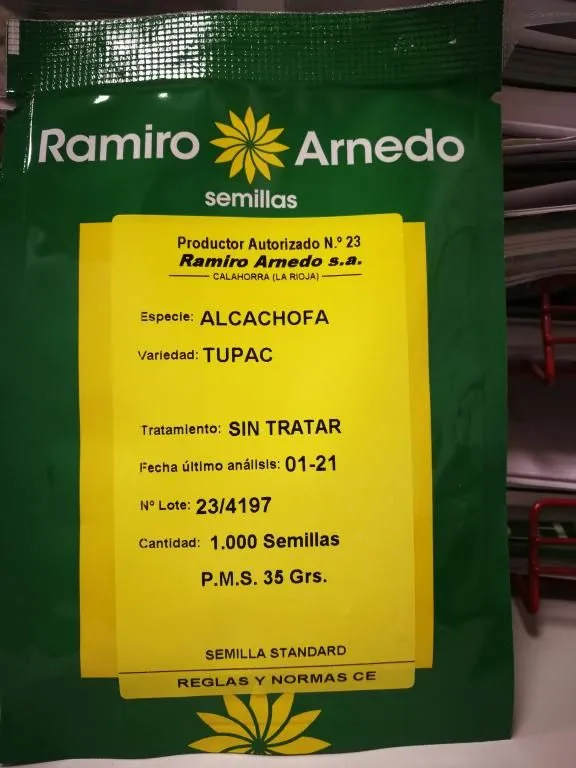 Ramiro Arnedo
semillas
Productor Autorizado N.º 23
Ramiro Arnedo s.a.
CALAHORRA (LA RIOJA)
Especie: ALCACHOFA
Variedad: TUPAC
Tratamiento: SIN TRATAR
Fecha último análisis: 01-21
Nº Lote: 23/4197
Cantidad: 1.000 Semillas
P.M.S. 35 Grs.
SEMILLA STANDARD
REGLAS Y NORMAS CE